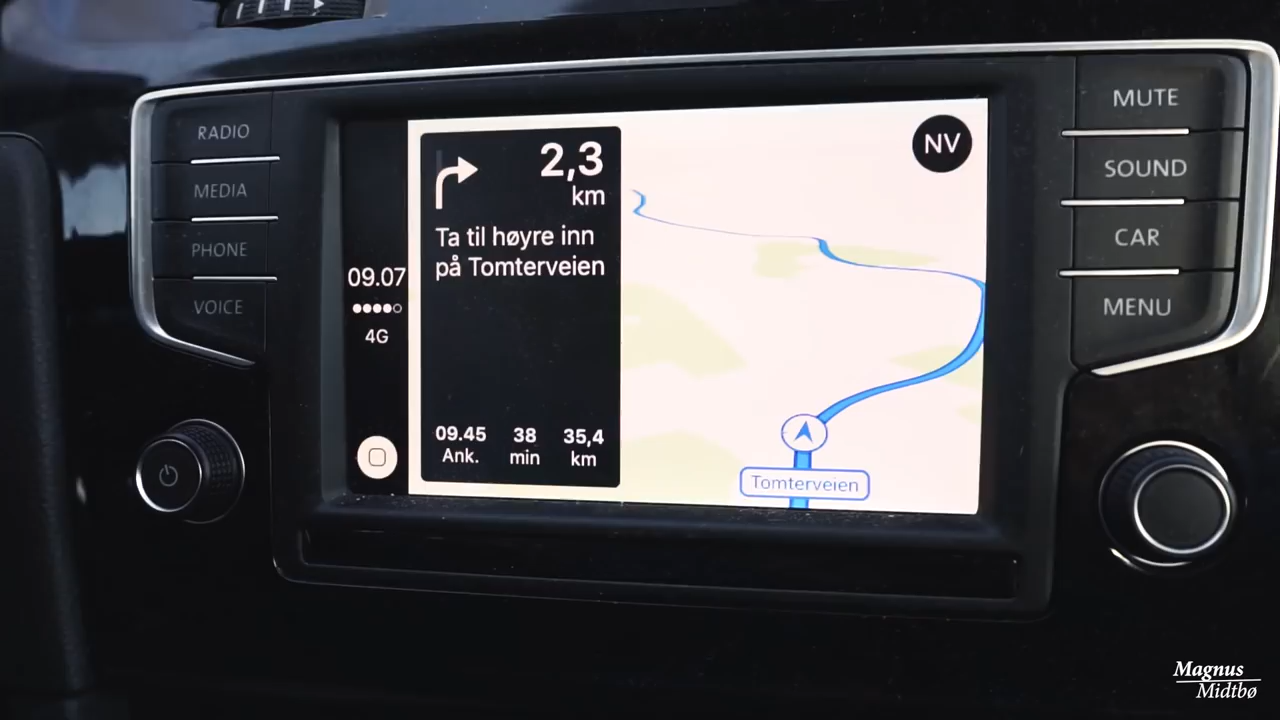 RADIO
MEDIA
PHONE
VOICE
09.07
4G
2,3
km
Ta til høyre inn
på Tomterveien
09.45 38 35,4
Ank. min km
NV
Tomterveien
MUTE
SOUND
CAR
MENU
Magnus
Midtbø